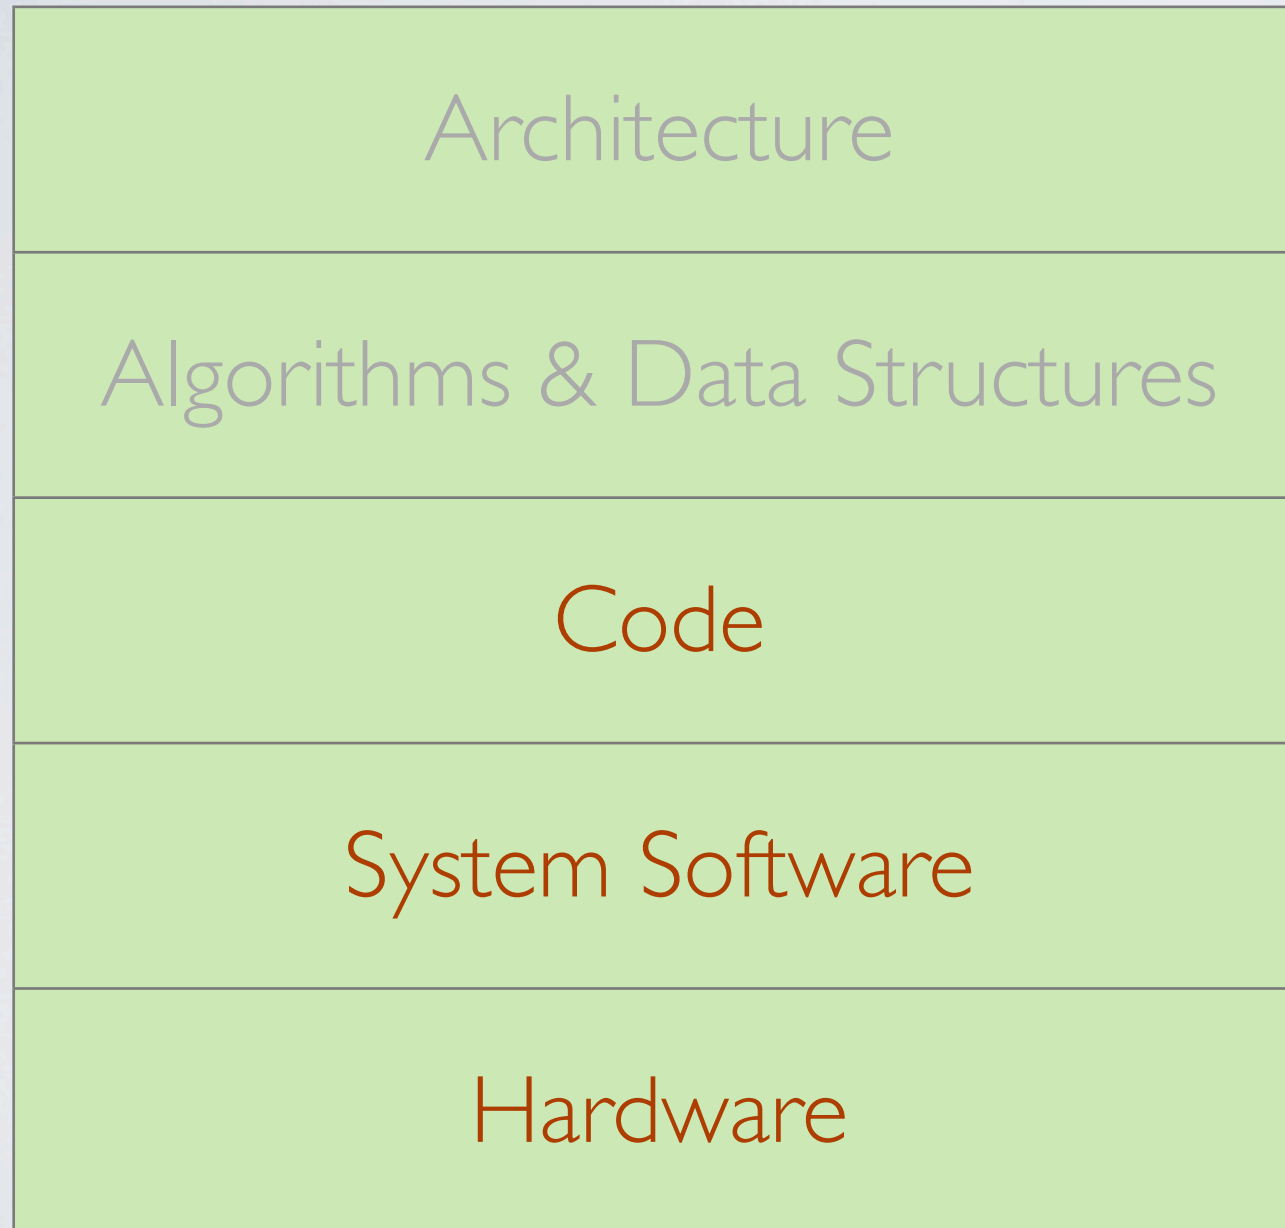 Architecture
Algorithms & Data Structures
Code
System Software
Hardware